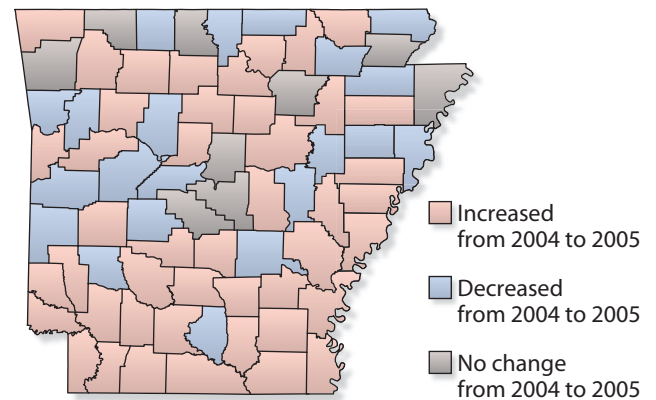 Increased
from 2004 to 2005
Decreased
from 2004 to 2005
No change
from 2004 to 2005